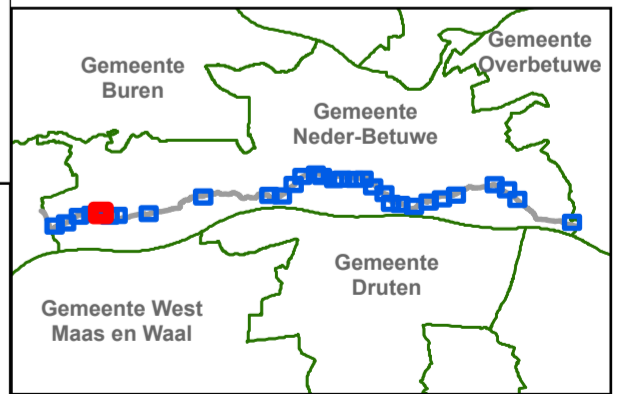 Gemeente
Overbetuwe
Gemeente
Buren
Gemeente
Neder-Betuwe
Gemeente
Druten
Gemeente West
Maas en Waal